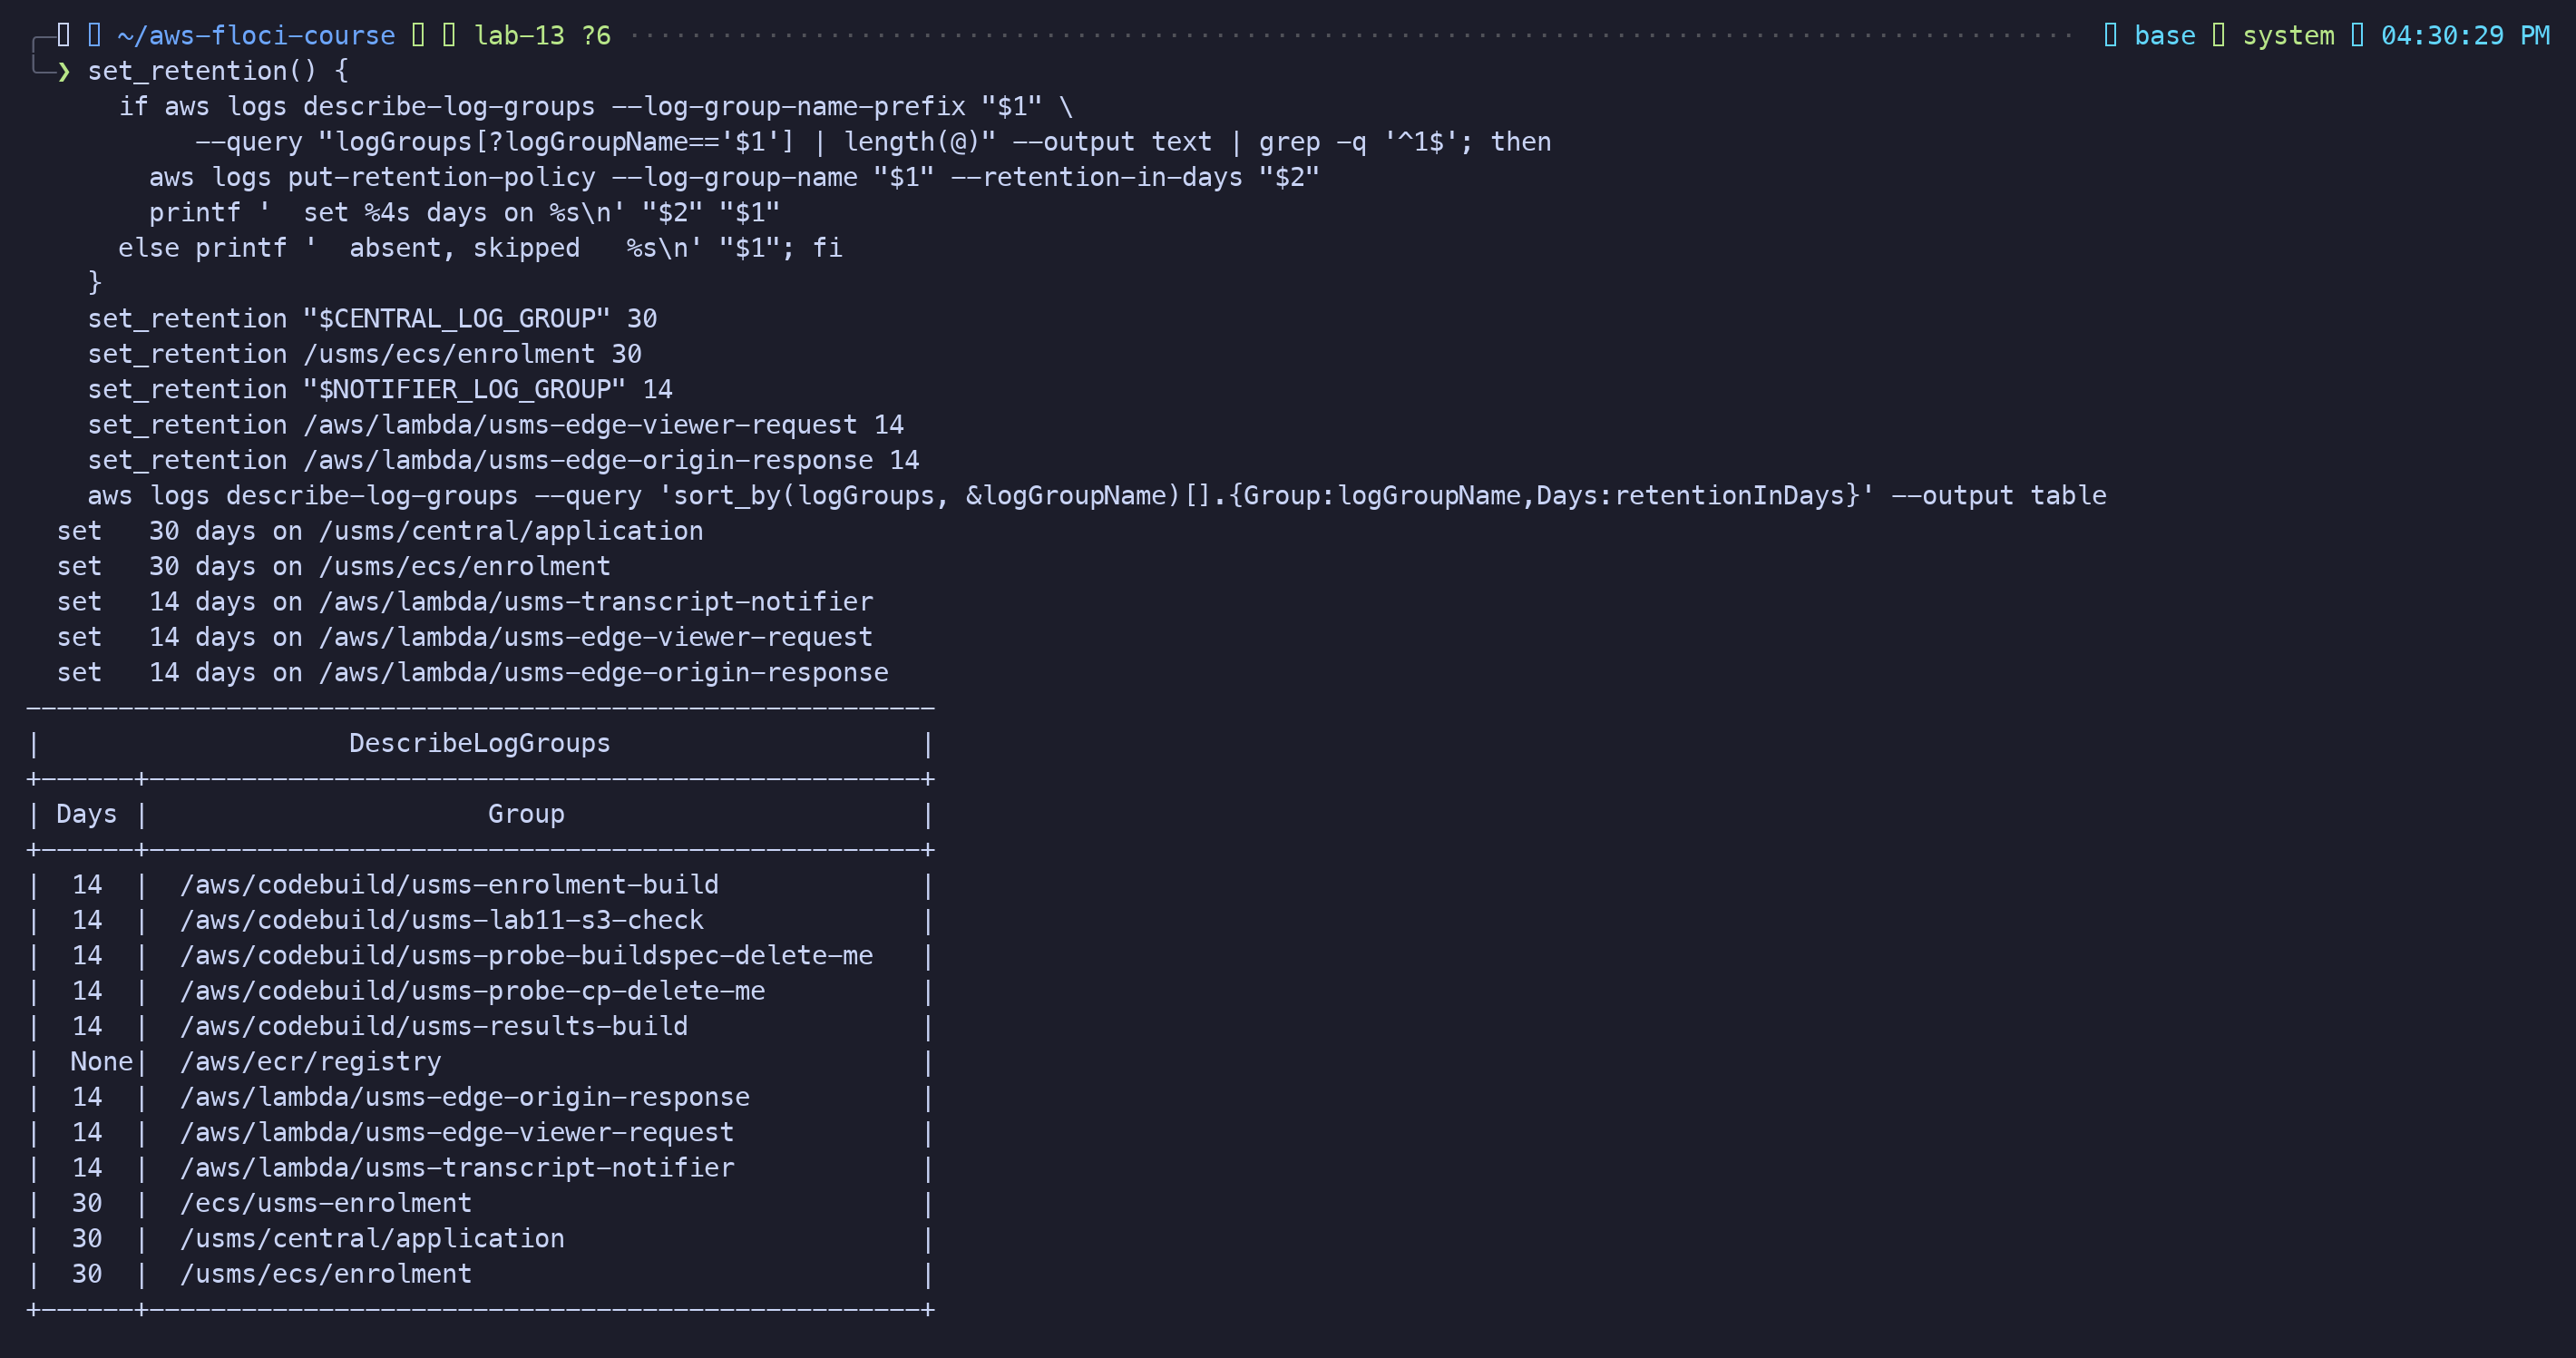 ~/aws-floci-course lab-13 ?6 ································ base system 04:30:29 PM
❯ set_retention() {
  if aws logs describe-log-groups --log-group-name-prefix "$1" \
       --query "logGroups[?logGroupName=='$1'] | length(@)" --output text | grep -q '^1$'; then
    aws logs put-retention-policy --log-group-name "$1" --retention-in-days "$2"
    printf '  set %4s days on %s\n' "$2" "$1"
  else printf '  absent, skipped   %s\n' "$1"; fi
}
set_retention "$CENTRAL_LOG_GROUP" 30
set_retention /usms/ecs/enrolment 30
set_retention "$NOTIFIER_LOG_GROUP" 14
set_retention /aws/lambda/usms-edge-viewer-request 14
set_retention /aws/lambda/usms-edge-origin-response 14
aws logs describe-log-groups --query 'sort_by(logGroups, &logGroupName)[].{Group:logGroupName,Days:retentionInDays}' --output table
  set   30 days on /usms/central/application
  set   30 days on /usms/ecs/enrolment
  set   14 days on /aws/lambda/usms-transcript-notifier
  set   14 days on /aws/lambda/usms-edge-viewer-request
  set   14 days on /aws/lambda/usms-edge-origin-response
-----------------------------------------------------------
|                    DescribeLogGroups                    |
+------+--------------------------------------------------+
| Days |                      Group                       |
+------+--------------------------------------------------+
|  14  |  /aws/codebuild/usms-enrolment-build             |
|  14  |  /aws/codebuild/usms-lab11-s3-check              |
|  14  |  /aws/codebuild/usms-probe-buildspec-delete-me   |
|  14  |  /aws/codebuild/usms-probe-cp-delete-me          |
|  14  |  /aws/codebuild/usms-results-build               |
|  None|  /aws/ecr/registry                               |
|  14  |  /aws/lambda/usms-edge-origin-response           |
|  14  |  /aws/lambda/usms-edge-viewer-request            |
|  14  |  /aws/lambda/usms-transcript-notifier            |
|  30  |  /ecs/usms-enrolment                             |
|  30  |  /usms/central/application                       |
|  30  |  /usms/ecs/enrolment                             |
+------+--------------------------------------------------+